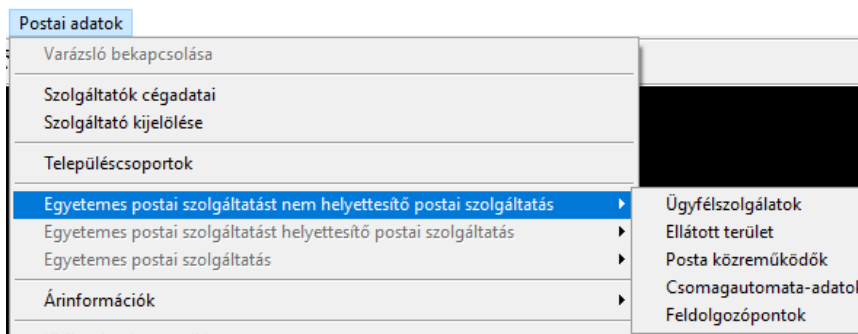 Postai adatok
Varázsló bekapcsolása
Szolgáltatók cégadatai
Szolgáltató kijelölése
Településcsoportok
Egyetemes postai szolgáltatást nem helyettesítő postai szolgáltatás
Egyetemes postai szolgáltatást helyettesítő postai szolgáltatás
Egyetemes postai szolgáltatás
Árinformációk
Ügyfélszolgálatok
Ellátott terület
Posta közreműködők
Csomagautomata-adatok
Feldolgozópontok